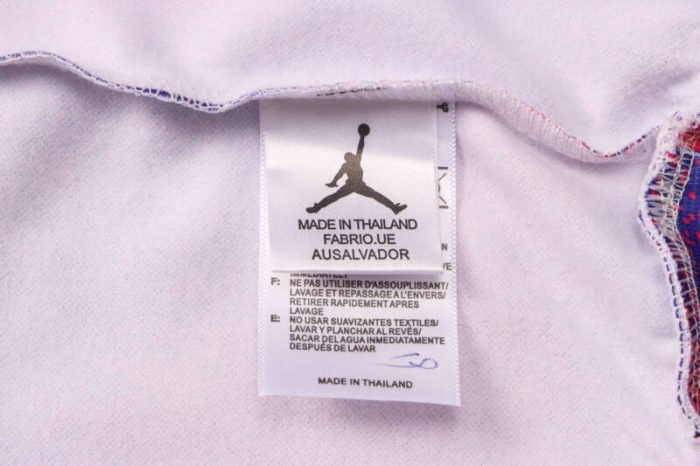 MADE IN THAILAND
FABRIO.UE
AUSALVADOR
IMMEDIATELY
F: NE PAS UTILISER D'ASSOUPLISSANT/
LAVAGE ET REPASSAGE A L'ENVERS/
RETIRER RAPIDEMENT APRES
LAVAGE
E: NO USAR SUAVIZANTES TEXTILES/
LAVAR Y PLANCHAR AL REVÉS/
SACAR DEL AGUA INMEDIATAMENTE
DESPUÉS DE LAVAR
MADE IN THAILAND